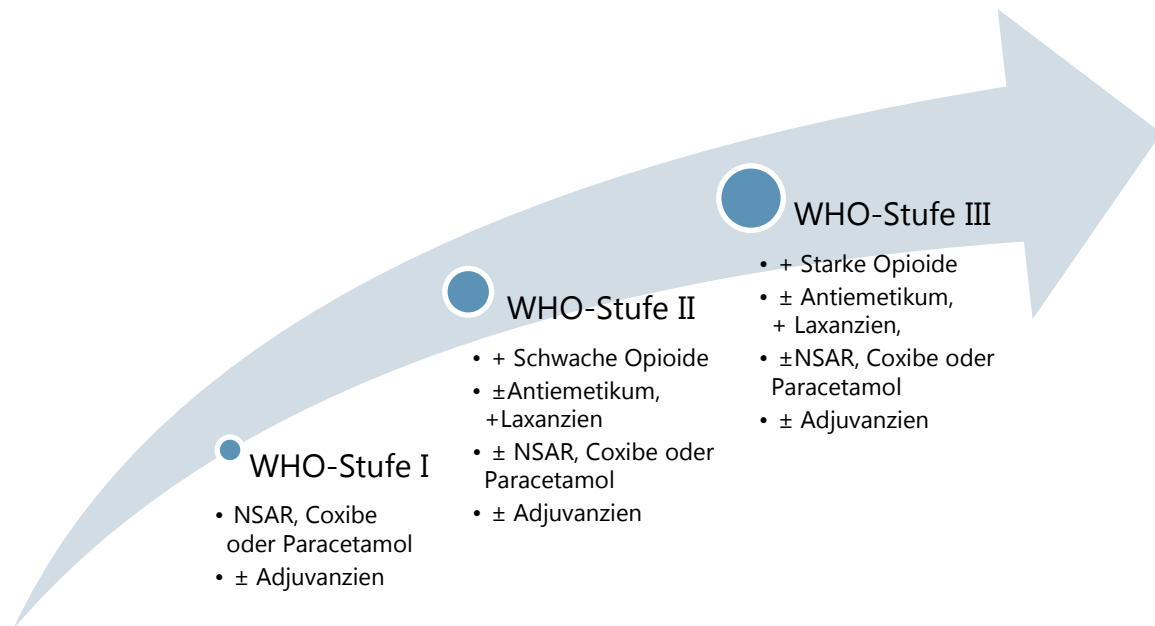 WHO-Stufe I
• NSAR, Coxibe
oder Paracetamol
• ± Adjuvanzien
WHO-Stufe II
• + Schwache Opioide
• ±Antiemetikum,
+Laxanzien
• ± NSAR, Coxibe oder
Paracetamol
• ± Adjuvanzien
WHO-Stufe III
• + Starke Opioide
• ± Antiemetikum,
+ Laxanzien,
• ±NSAR, Coxibe oder
Paracetamol
• ± Adjuvanzien